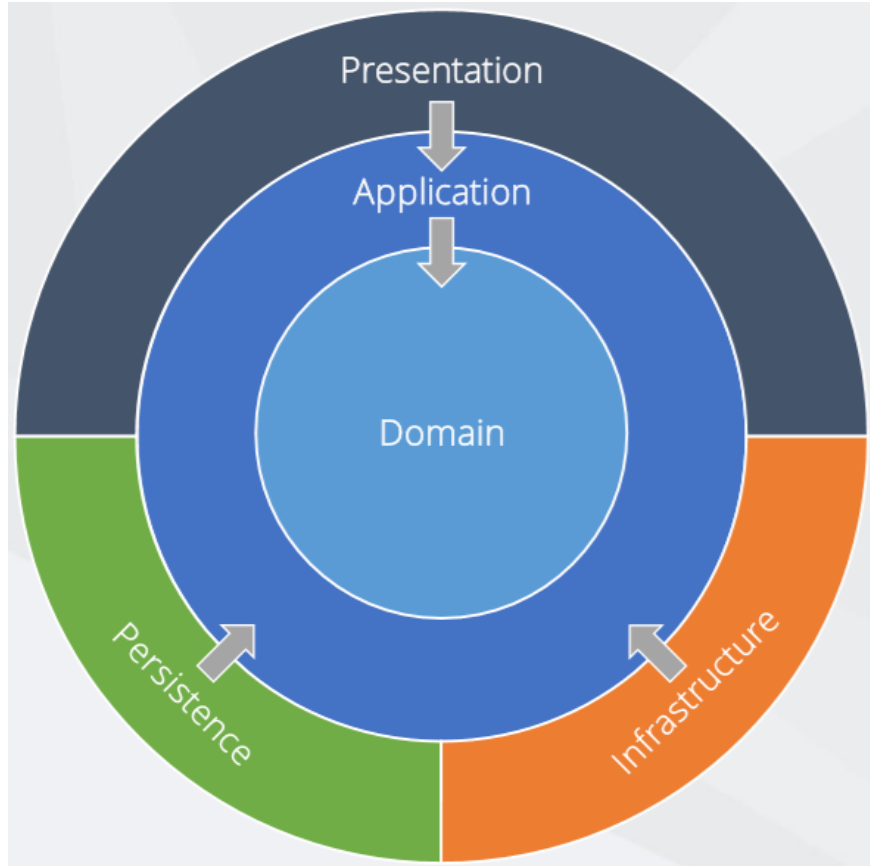 Presentation
Application
Domain
Persistence
Infrastructure